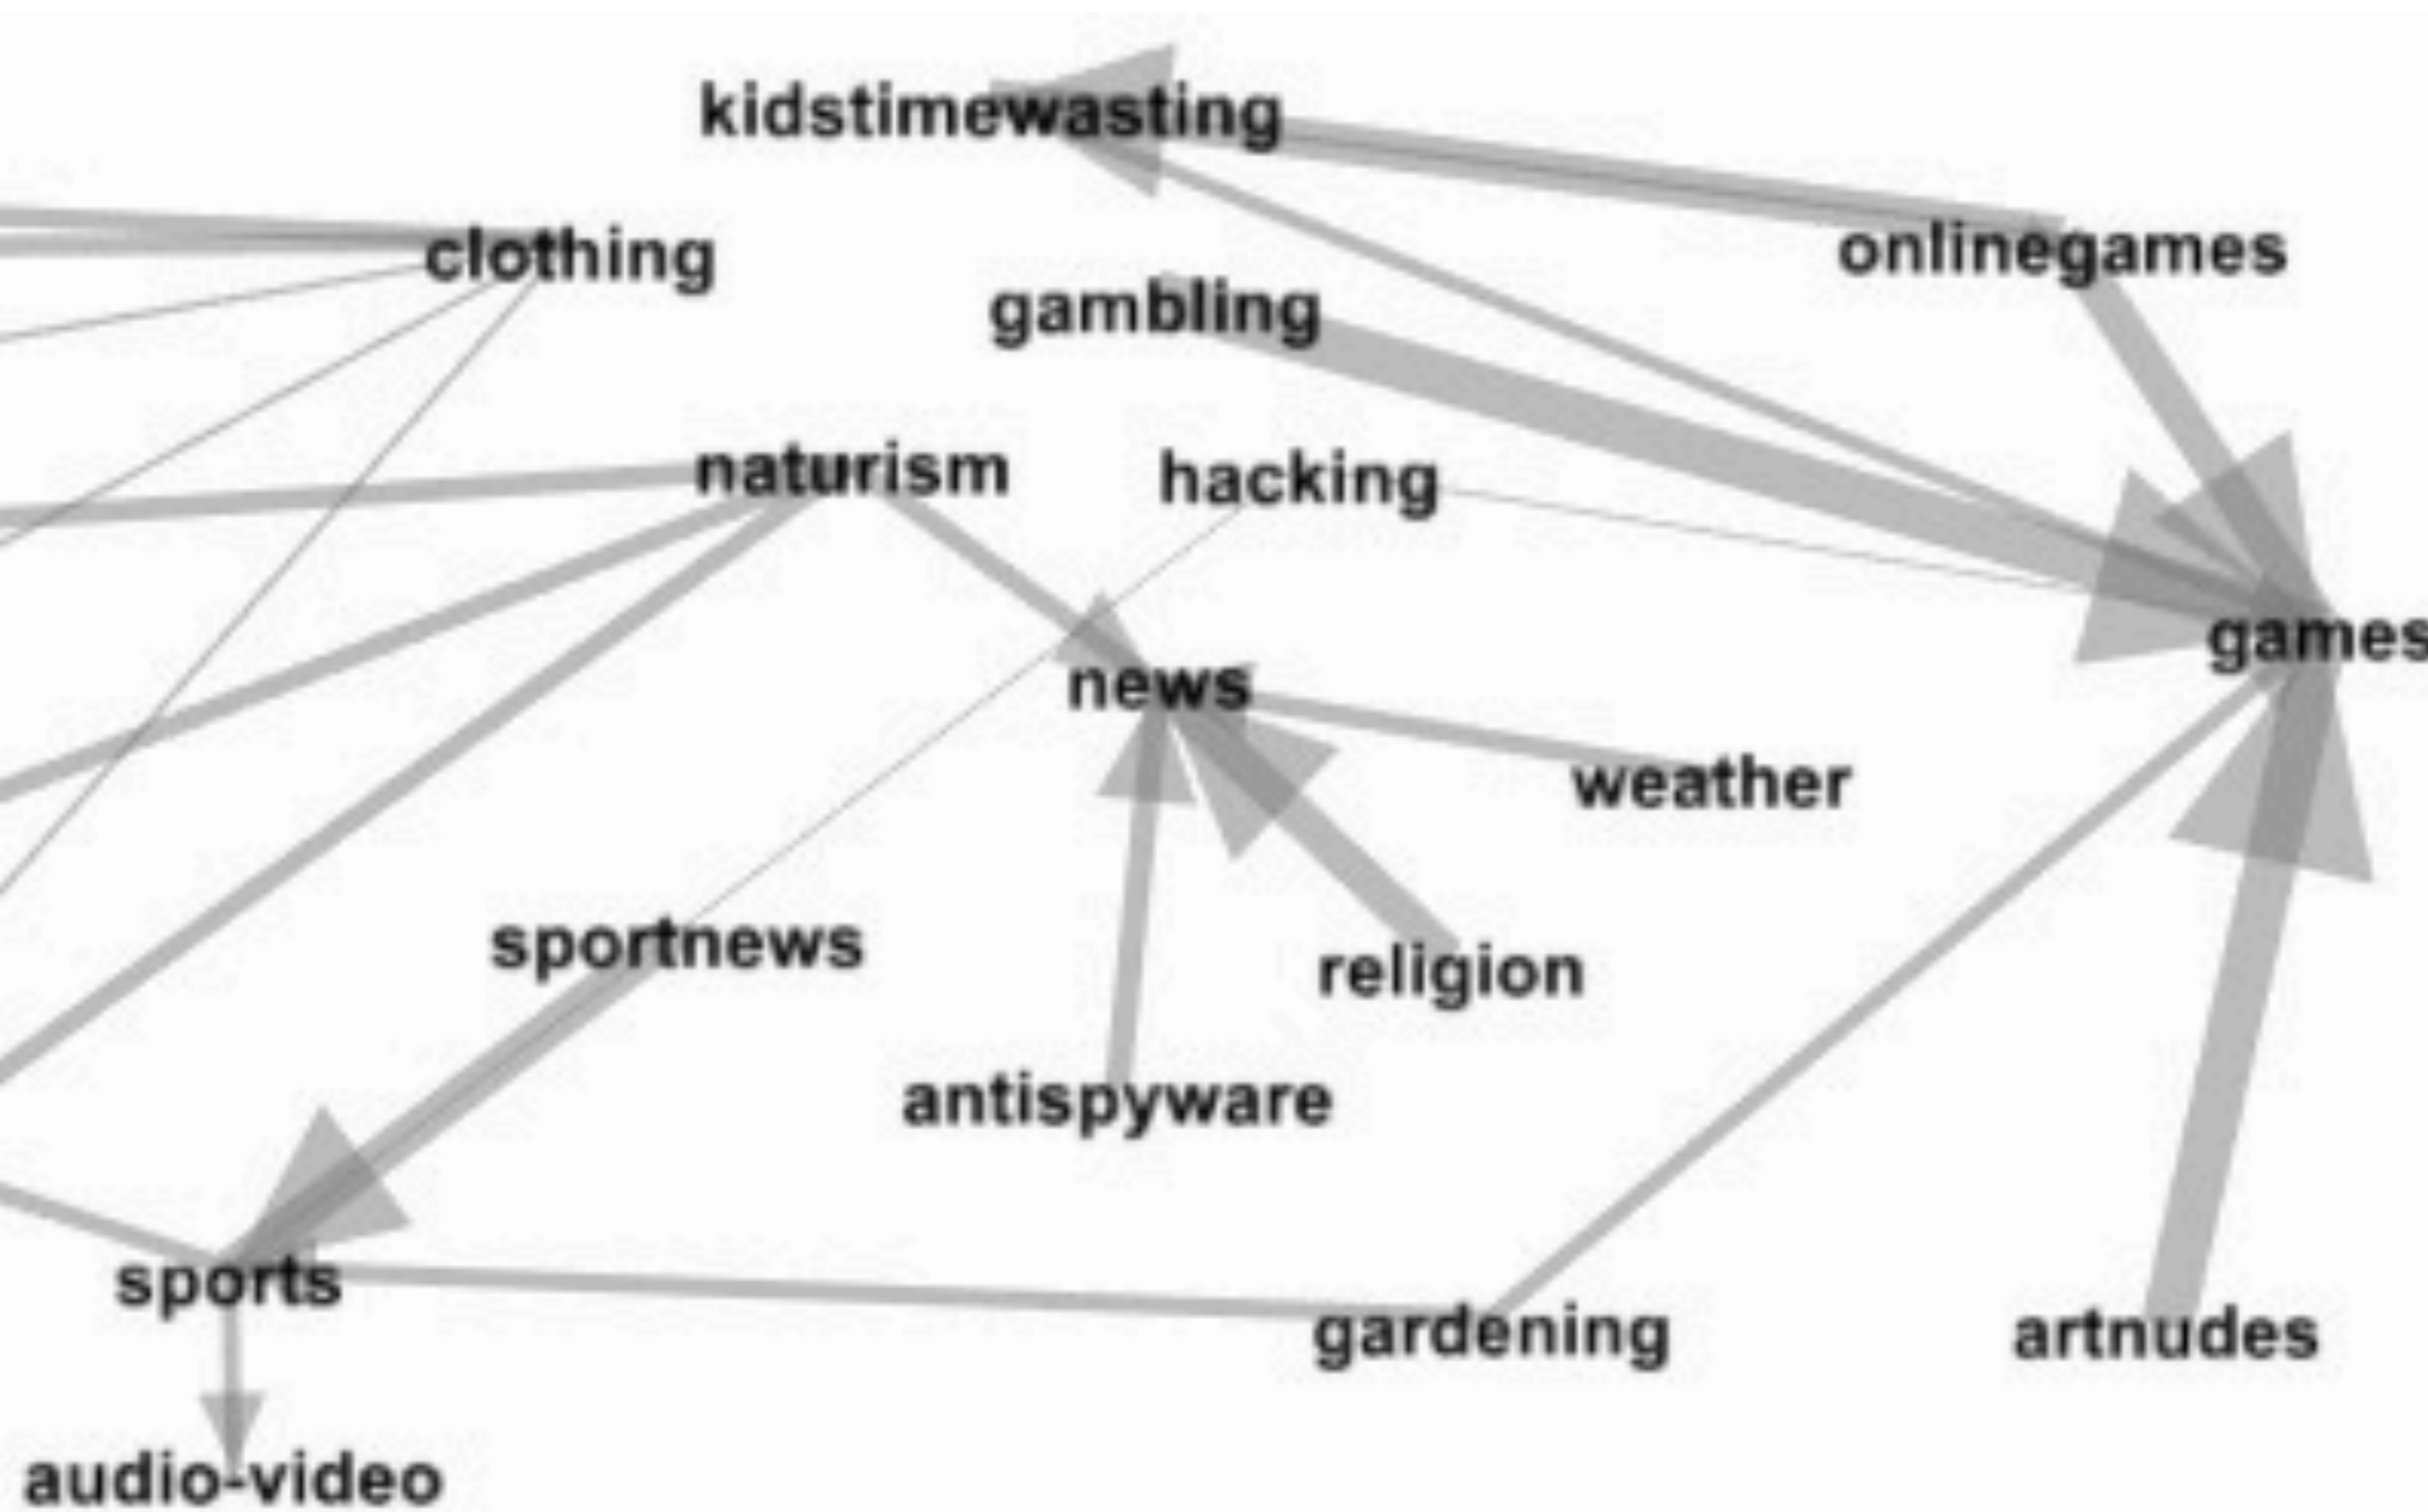 kidstimewasting
onlinegames
clothing
gambling
naturism
hacking
games
news
weather
sportnews
religion
antispyware
sports
gardening
artnudes
audio-video